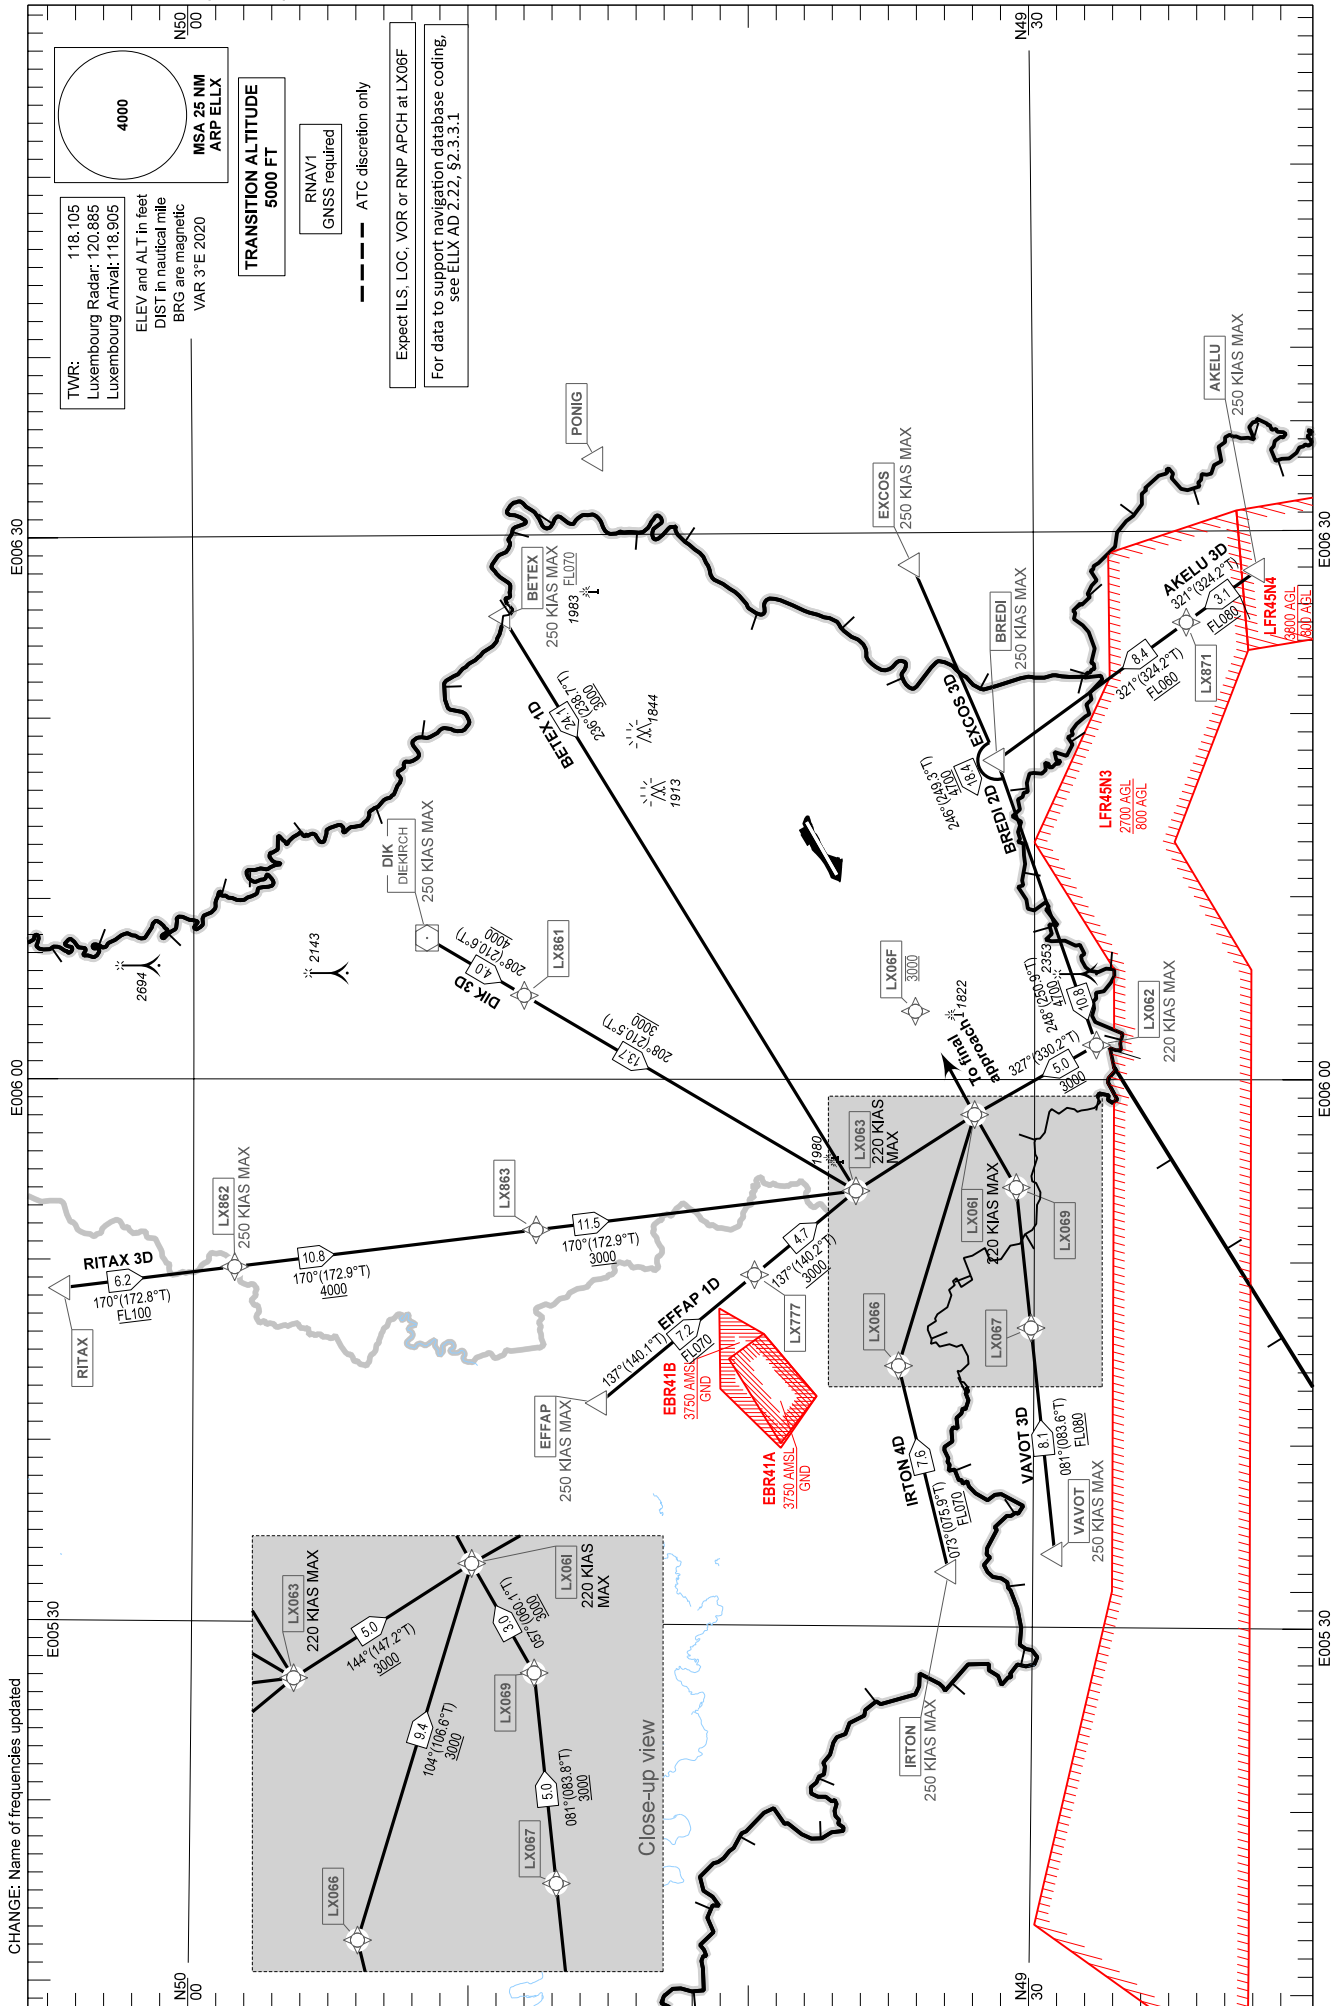 CHANGE: Name of frequencies updated
N50
00
N49
30
E006 30
E006 00
E005 30
N50
00
N49
30
E006 30
E006 00
E005 30
4000
MSA 25 NM
ARP ELLX
TWR: 118.105
Luxembourg Radar: 120.885
Luxembourg Arrival: 118.905
ELEV and ALT in feet
DIST in nautical mile
BRG are magnetic
VAR 3°E 2020
TRANSITION ALTITUDE
5000 FT
RNAV1
GNSS required
ATC discretion only
Expect ILS, LOC, VOR or RNP APCH at LX06F
For data to support navigation database coding,
see ELLX AD 2.22, §2.3.3.1
PONIG
EXCOS
250 KIAS MAX
AKELU
250 KIAS MAX
BETEX
250 KIAS MAX
FL070
1983
BREDI
250 KIAS MAX
AKELU 3D
321°(324.2°T)
3.1
FL080
LFR45N4
3800 AGL
800 AGL
LX871
8.4
321°(324.2°T)
FL060
EXCOS 3D
246°(249.3°T)
18.4
4700
BREDI 2D
LFR45N3
2700 AGL
800 AGL
BETEX 1D
24.1
236°(238.7°T)
3000
1844
1913
DIK
DIEKIRCH
250 KIAS MAX
DIK 3D
4.0
208°(210.6°T)
4000
LX861
13.7
208°(210.5°T)
3000
2143
2694
LX06F
3000
1822
To final
approach
248°(250.9°T)
4700
10.8
2353
LX062
220 KIAS MAX
327°(330.2°T)
5.0
3000
LX063
220 KIAS
MAX
1980
LX06I
220 KIAS MAX
LX069
LX067
LX066
LX862
250 KIAS MAX
LX863
RITAX 3D
6.2
170°(172.8°T)
FL100
RITAX
10.8
170°(172.9°T)
4000
11.5
170°(172.9°T)
3000
EFFAP 1D
4.7
137°(140.2°T)
3000
LX777
7.2
137°(140.1°T)
FL070
EFFAP
250 KIAS MAX
EBR41B
3750 AMSL
GND
EBR41A
3750 AMSL
GND
IRTON 4D
7.6
073°(075.9°T)
FL070
IRTON
250 KIAS MAX
VAVOT 3D
8.1
081°(083.6°T)
FL080
VAVOT
250 KIAS MAX
LX063
220 KIAS MAX
5.0
144°(147.2°T)
3000
LX06I
220 KIAS
MAX
3.0
057°(060.1°T)
3000
LX069
9.4
104°(106.6°T)
3000
5.0
081°(083.8°T)
3000
LX067
LX066
Close-up view